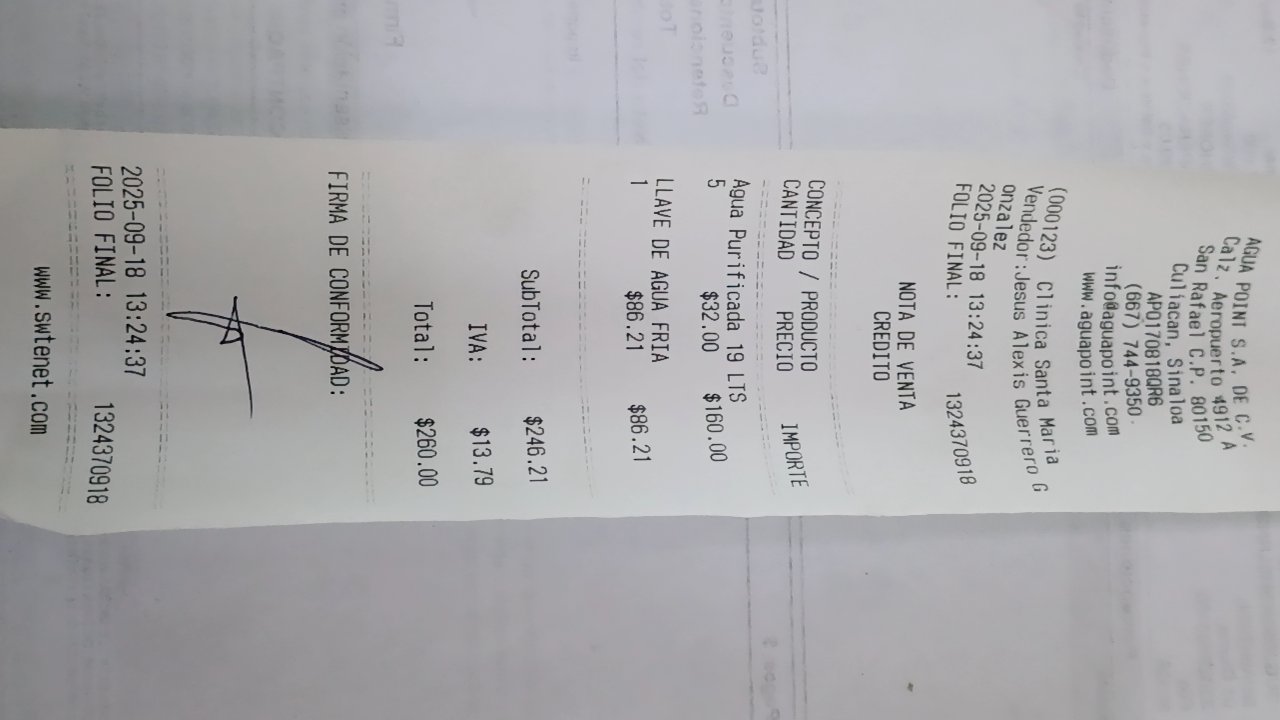 AGUA POINT S.A. DE C.V.
Calz. Aeropuerto 4912 A
San Rafael C.P. 80150
Culiacan, Sinaloa
APO170818QR6
(667) 744-9350
info@aguapoint.com
www.aguapoint.com
(000123) Clinica Santa Maria
Vendedor:Jesus Alexis Guerrero G
onzalez
2025-09-18 13:24:37
FOLIO FINAL: 1324370918
NOTA DE VENTA
CREDITO
CONCEPTO / PRODUCTO
CANTIDAD PRECIO IMPORTE
Agua Purificada 19 LTS
5 $32.00 $160.00
LLAVE DE AGUA FRIA
1 $86.21 $86.21
SubTotal: $246.21
IVA: $13.79
Total: $260.00
FIRMA DE CONFORMIDAD:
2025-09-18 13:24:37
FOLIO FINAL: 1324370918
www.swtenet.com